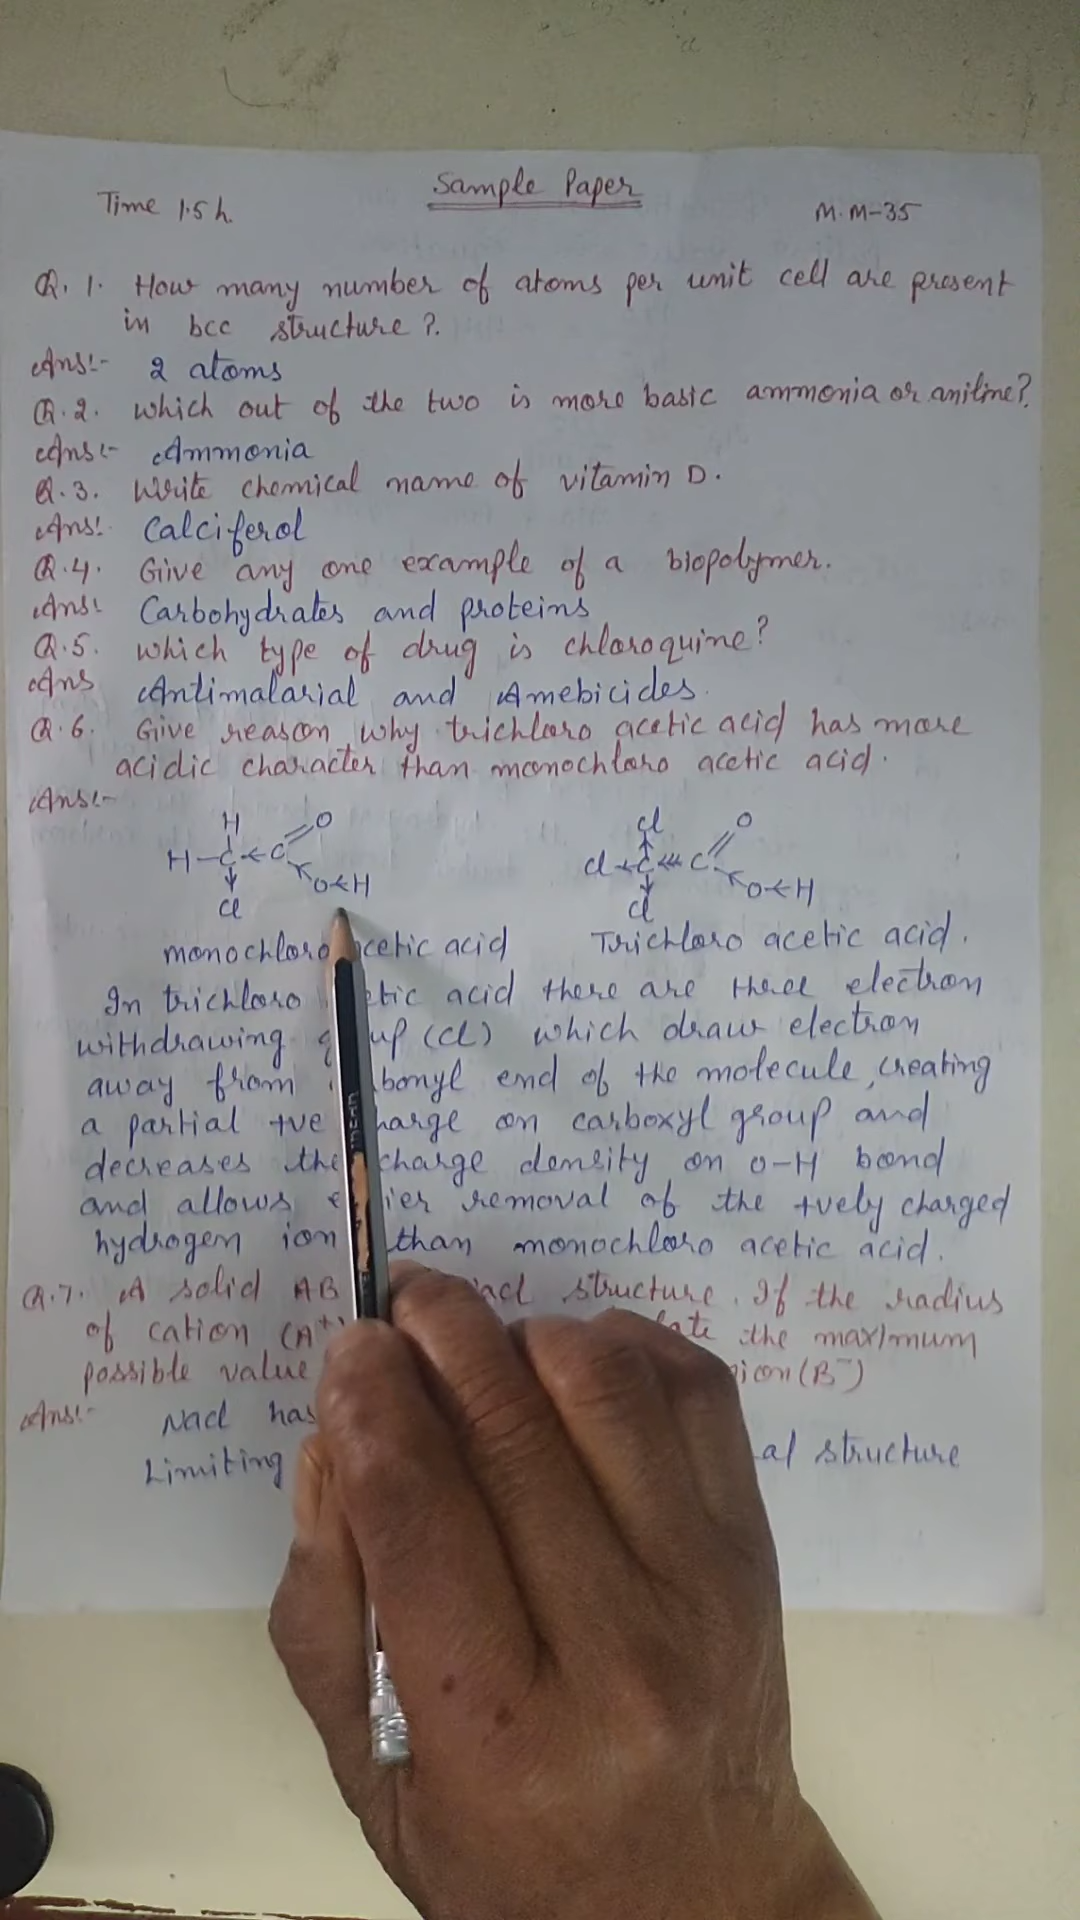 Sample Paper
Time 1.5 h.
M.M-35
Q. 1. How many number of atoms per unit cell are present
in bcc structure?.
Ans:- 2 atoms
Q.2. Which out of the two is more basic ammonia or aniline?
Ans:- Ammonia
Q.3. Write chemical name of vitamin D.
Ans: Calciferol
Q.4. Give any one example of a biopolymer.
Ans: Carbohydrates and proteins
Q.5. Which type of drug is chloroquine?
Ans Antimalarial and Amebicides.
Q.6. Give reason why trichloro acetic acid has more
acidic character than monochloro acetic acid.
Ans:-
H Cl
O O
H C C Cl C C
O H O H
Cl Cl
monochloro acetic acid Trichloro acetic acid.
In trichloro etic acid there are three electron
withdrawing g up (Cl) which draw electron
away from bonyl end of the molecule, creating
a partial +ve harge on carboxyl group and
decreases the charge density on O-H bond
and allows e ier removal of the +vely charged
hydrogen ion than monochloro acetic acid.
Q.7. A solid AB acl structure. If the radius
of cation (A+) ate the maximum
possible value nion (B-)
Ans:- Nacl has
Limiting al structure